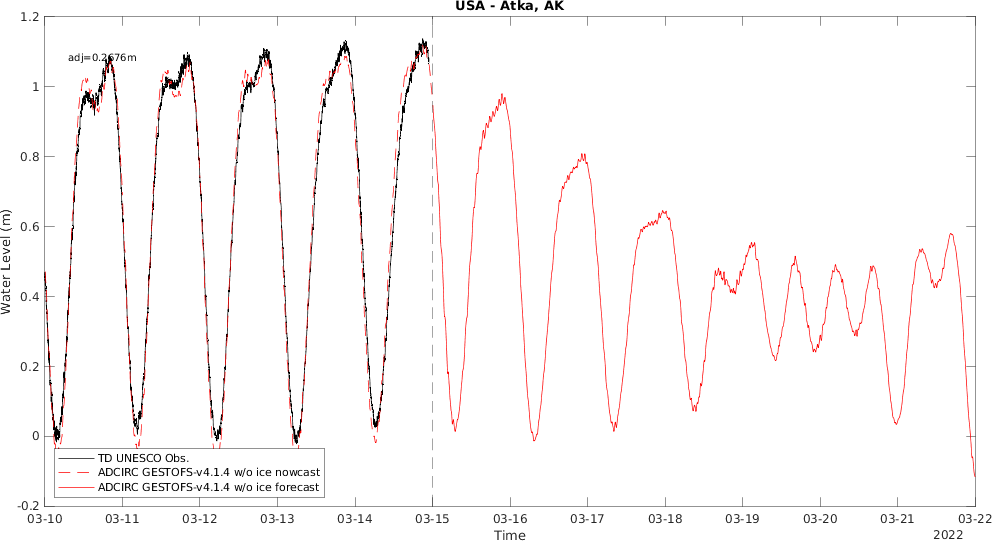 USA - Atka, AK
adj=0.2676m
Water Level (m)
1.2
1
0.8
0.6
0.4
0.2
0
-0.2
TD UNESCO Obs.
ADCIRC GESTOFS-v4.1.4 w/o ice nowcast
ADCIRC GESTOFS-v4.1.4 w/o ice forecast
03-10 03-11 03-12 03-13 03-14 03-15 03-16 03-17 03-18 03-19 03-20 03-21 03-22
Time
2022